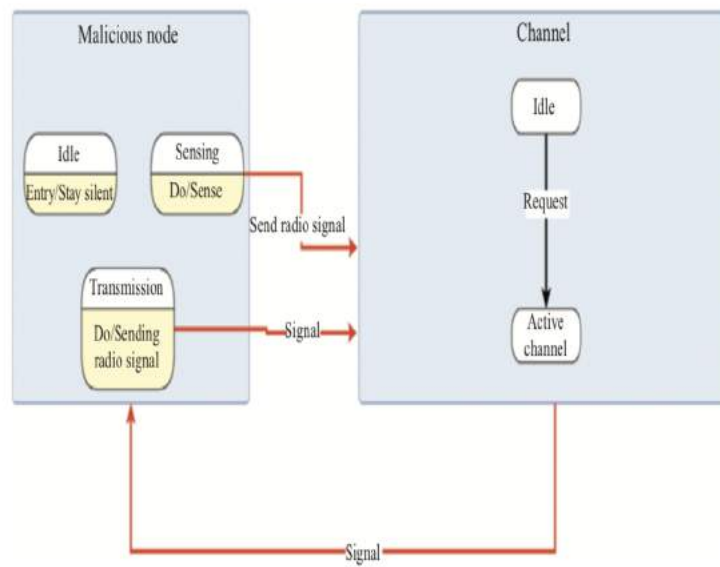 Malicious node
Idle
Entry/Stay silent
Sensing
Do/Sense
Transmission
Do/Sending
radio signal
Send radio signal
Signal
Channel
Idle
Request
Active
channel
Signal